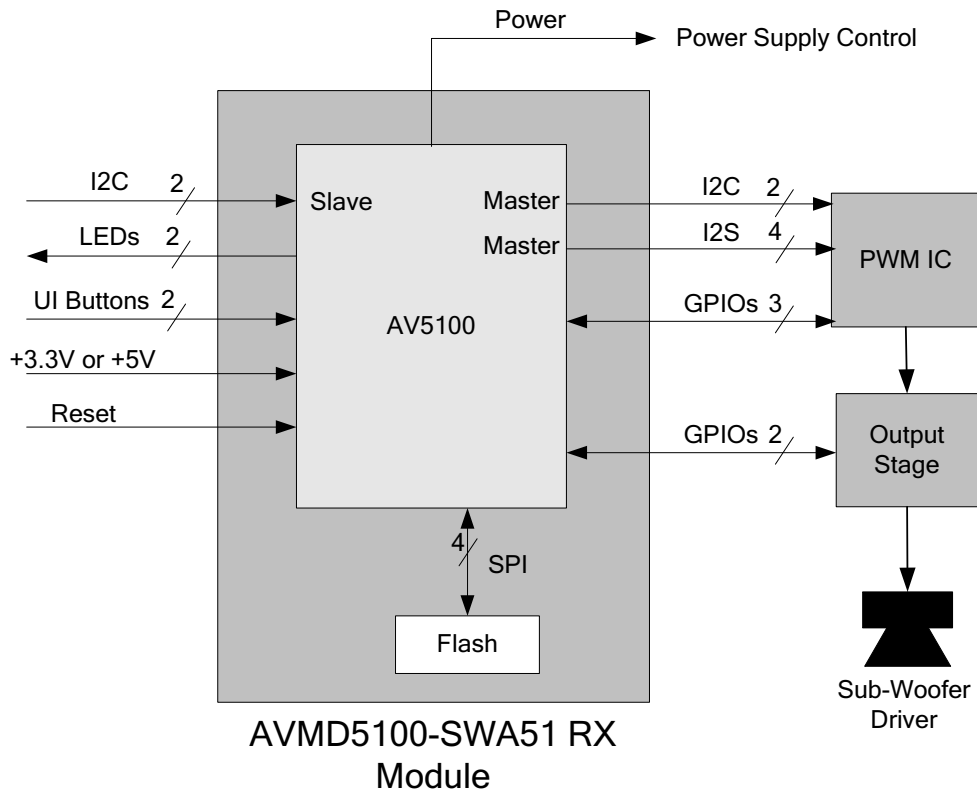 Power
Power Supply Control
I2C 2
Slave
Master
I2C 2
LEDs 2
Master
I2S 4
PWM IC
UI Buttons 2
AV5100
GPIOs 3
+3.3V or +5V
Reset
GPIOs 2
Output
Stage
4
SPI
Flash
Sub-Woofer
Driver
AVMD5100-SWA51 RX
Module